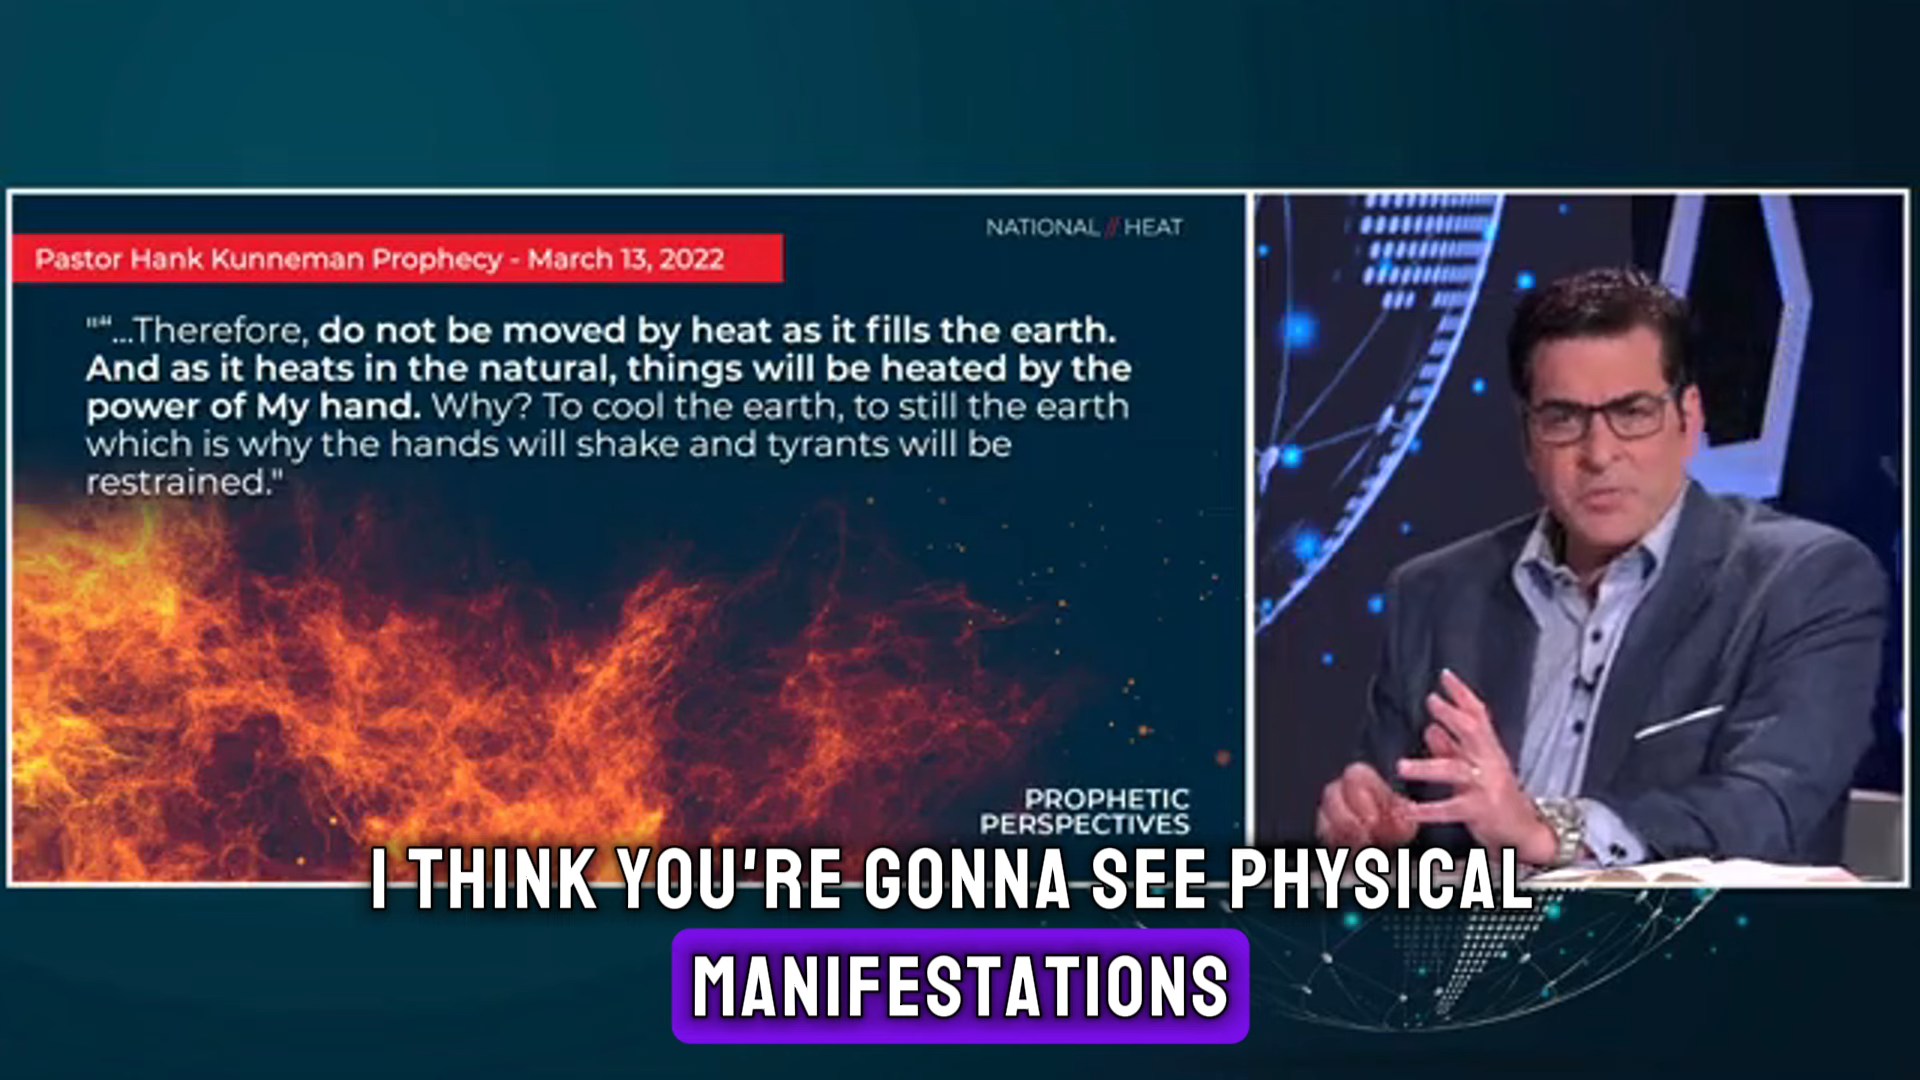 NATIONAL // HEAT
Pastor Hank Kunneman Prophecy - March 13, 2022
"“...Therefore, do not be moved by heat as it fills the earth.
And as it heats in the natural, things will be heated by the
power of My hand. Why? To cool the earth, to still the earth
which is why the hands will shake and tyrants will be
restrained."
PROPHETIC
PERSPECTIVES
I THINK YOU'RE GONNA SEE PHYSICAL
MANIFESTATIONS